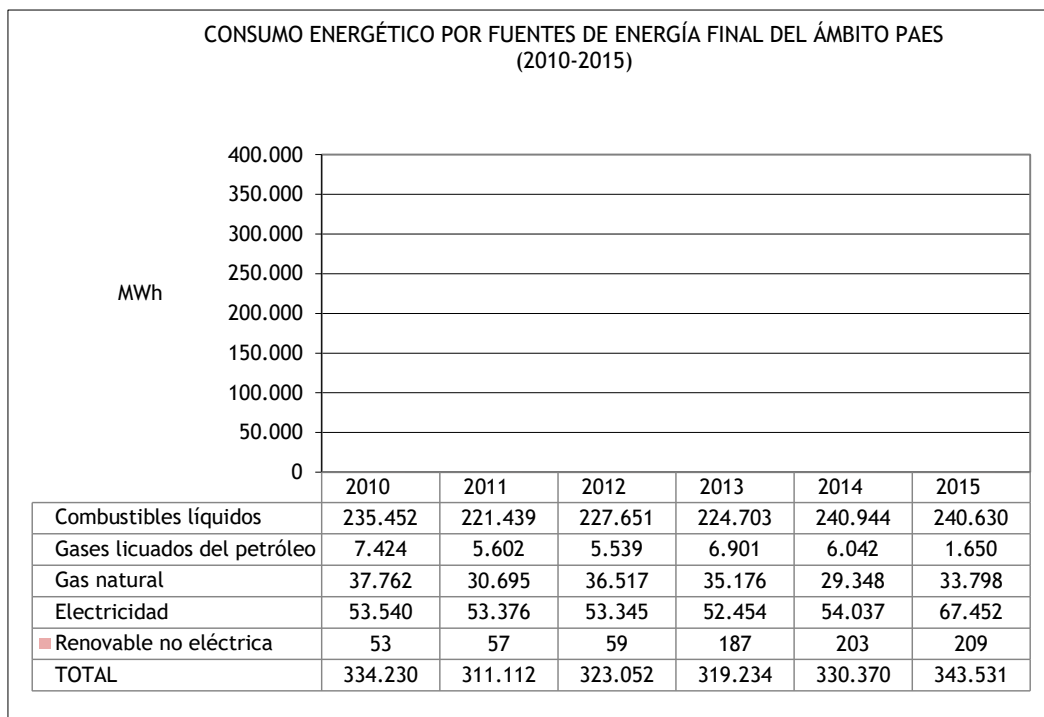 CONSUMO ENERGÉTICO POR FUENTES DE ENERGÍA FINAL DEL ÁMBITO PAES
(2010-2015)
400.000
350.000
300.000
250.000
MWh
200.000
150.000
100.000
50.000
0
2010 2011 2012 2013 2014 2015
Combustibles líquidos 235.452 221.439 227.651 224.703 240.944 240.630
Gases licuados del petróleo 7.424 5.602 5.539 6.901 6.042 1.650
Gas natural 37.762 30.695 36.517 35.176 29.348 33.798
Electricidad 53.540 53.376 53.345 52.454 54.037 67.452
Renovable no eléctrica 53 57 59 187 203 209
TOTAL 334.230 311.112 323.052 319.234 330.370 343.531